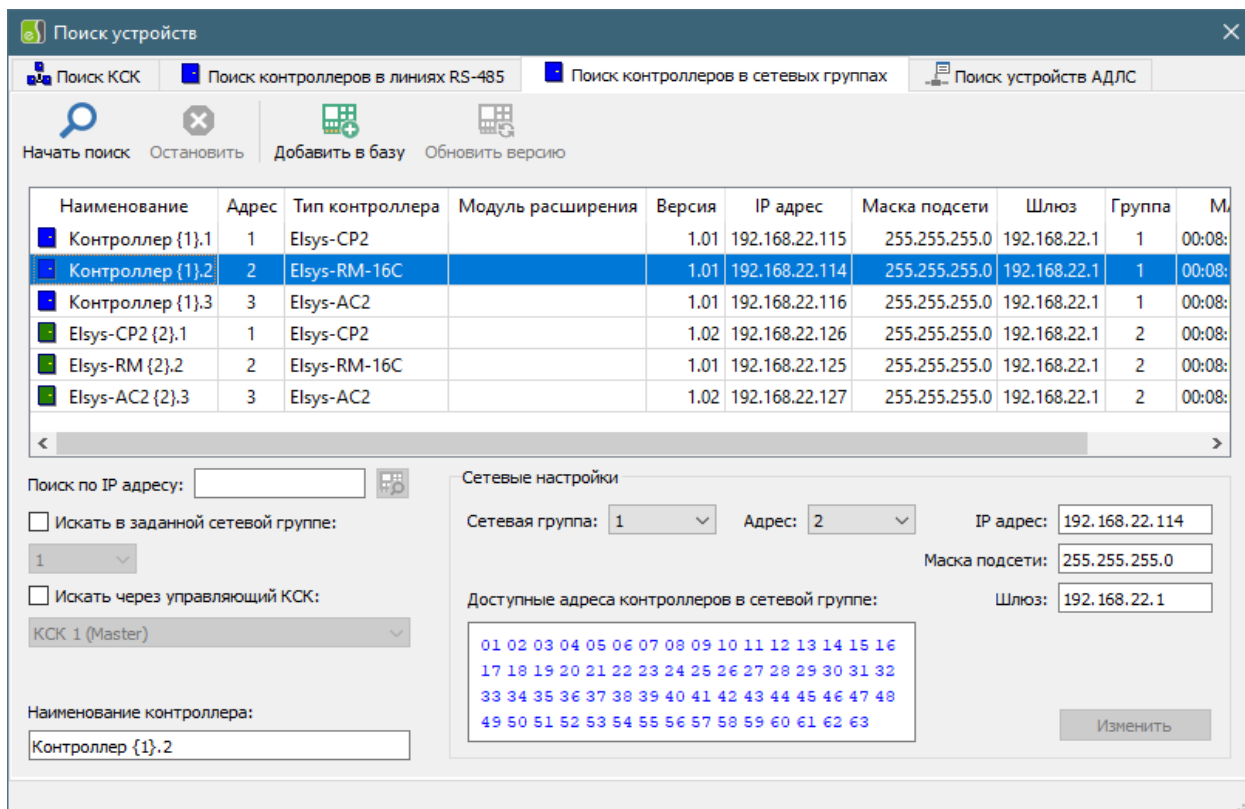 Поиск устройств
Поиск КСК Поиск контроллеров в линиях RS-485 Поиск контроллеров в сетевых группах Поиск устройств АДЛС
Начать поиск Остановить Добавить в базу Обновить версию
Наименование Адрес Тип контроллера Модуль расширения Версия IP адрес Маска подсети Шлюз Группа
Контроллер {1}.1 1 Elsys-CP2 1.01 192.168.22.115 255.255.255.0 192.168.22.1 1 00:08:
Контроллер {1}.2 2 Elsys-RM-16C 1.01 192.168.22.114 255.255.255.0 192.168.22.1 1 00:08:
Контроллер {1}.3 3 Elsys-AC2 1.01 192.168.22.116 255.255.255.0 192.168.22.1 1 00:08:
Elsys-CP2 {2}.1 1 Elsys-CP2 1.02 192.168.22.126 255.255.255.0 192.168.22.1 2 00:08:
Elsys-RM {2}.2 2 Elsys-RM-16C 1.01 192.168.22.125 255.255.255.0 192.168.22.1 2 00:08:
Elsys-AC2 {2}.3 3 Elsys-AC2 1.02 192.168.22.127 255.255.255.0 192.168.22.1 2 00:08:
Поиск по IP адресу:
Искать в заданной сетевой группе:
1
Искать через управляющий КСК:
КСК 1 (Master)
Наименование контроллера:
Контроллер {1}.2
Сетевые настройки
Сетевая группа: 1 Адрес: 2 IP адрес: 192.168.22.114
Маска подсети: 255.255.255.0
Доступные адреса контроллеров в сетевой группе: Шлюз: 192.168.22.1
01 02 03 04 05 06 07 08 09 10 11 12 13 14 15 16
17 18 19 20 21 22 23 24 25 26 27 28 29 30 31 32
33 34 35 36 37 38 39 40 41 42 43 44 45 46 47 48
49 50 51 52 53 54 55 56 57 58 59 60 61 62 63
Изменить